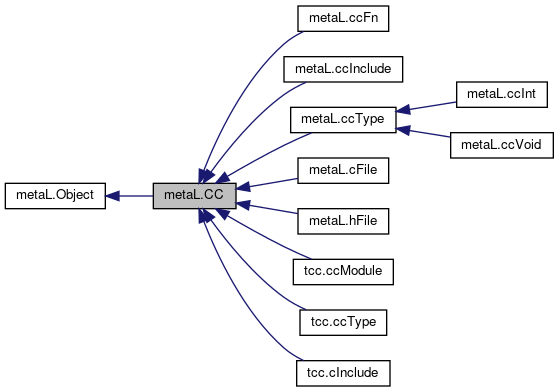 metaL.ccFn
metaL.ccInclude
metaL.ccInt
metaL.ccType
metaL.ccVoid
metaL.cFile
metaL.Object
metaL.CC
metaL.hFile
tcc.ccModule
tcc.ccType
tcc.cInclude